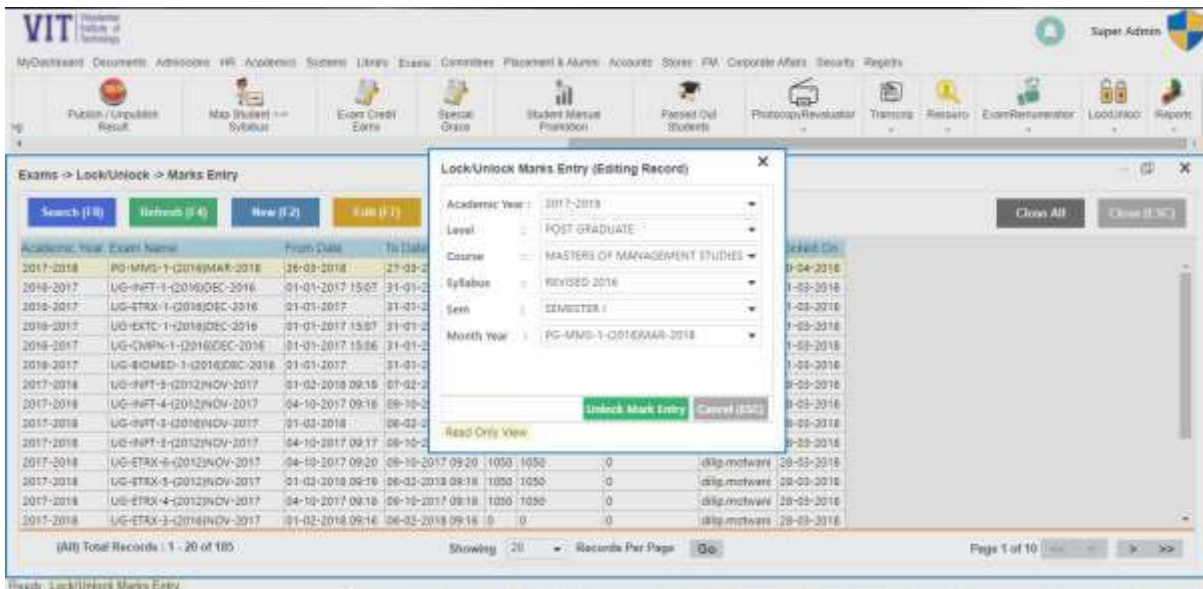 VIT Vidyalankar Institute of Technology
Super Admin
MyDashboard Documents Admissions HR Academics Systems Library Exams Committees Placement & Alumni Accounts Stores FM Corporate Affairs Security Registry
Publish / Unpublish Result Map Student Syllabus Exam Credit Earns Special Grace Student Manual Promotion Passed Out Students Photocopy/Revaluation Transcrip ExamRemuneration Lock/Unlock Reports
Exams -> Lock/Unlock -> Marks Entry
Search (F8) Refresh (F4) New (F2) Edit (F7) Close All Close (ESC)
Lock/Unlock Marks Entry (Editing Record)
Academic Year : 2017-2018
Level : POST GRADUATE
Course : MASTERS OF MANAGEMENT STUDIES
Syllabus : REVISED 2016
Sem : SEMESTER I
Month Year : PG-MMS-1-(2016)MAR-2018
Unlock Mark Entry Cancel (ESC)
Read Only View
Academic Year Exam Name From Date To Date
2017-2018 PG-MMS-1-(2016)MAR-2018 26-03-2018
2016-2017 UG-INFT-1-(2016)DEC-2016 01-01-2017 15:07
2016-2017 UG-ETRX-1-(2016)DEC-2016 01-01-2017
2016-2017 UG-EXTC-1-(2016)DEC-2016 01-01-2017 15:07
2016-2017 UG-CMPN-1-(2016)DEC-2016 01-01-2017 15:06
2016-2017 UG-BIOMED-1-(2016)DEC-2016 01-01-2017
2017-2018 UG-INFT-5-(2012)NOV-2017 01-02-2018 09:18
2017-2018 UG-INFT-4-(2012)NOV-2017 04-10-2017 09:18
2017-2018 UG-INFT-3-(2016)NOV-2017 01-02-2018
2017-2018 UG-INFT-3-(2012)NOV-2017 04-10-2017 09:17
2017-2018 UG-ETRX-6-(2012)NOV-2017 04-10-2017 09:20 09-10-2017 09:20 1050 1050 0 dilip.motwani 28-03-2018
2017-2018 UG-ETRX-5-(2012)NOV-2017 01-02-2018 09:18 06-02-2018 09:18 1050 1050 0 dilip.motwani 28-03-2018
2017-2018 UG-ETRX-4-(2012)NOV-2017 04-10-2017 09:18 09-10-2017 09:18 1050 1050 0 dilip.motwani 28-03-2018
2017-2018 UG-ETRX-3-(2016)NOV-2017 01-02-2018 09:16 06-02-2018 09:16 0 0 0 dilip.motwani 28-03-2018
(All) Total Records : 1 - 20 of 185 Showing 20 Records Per Page Go Page 1 of 10 << < > >>
Ready Lock/Unlock Marks Entry